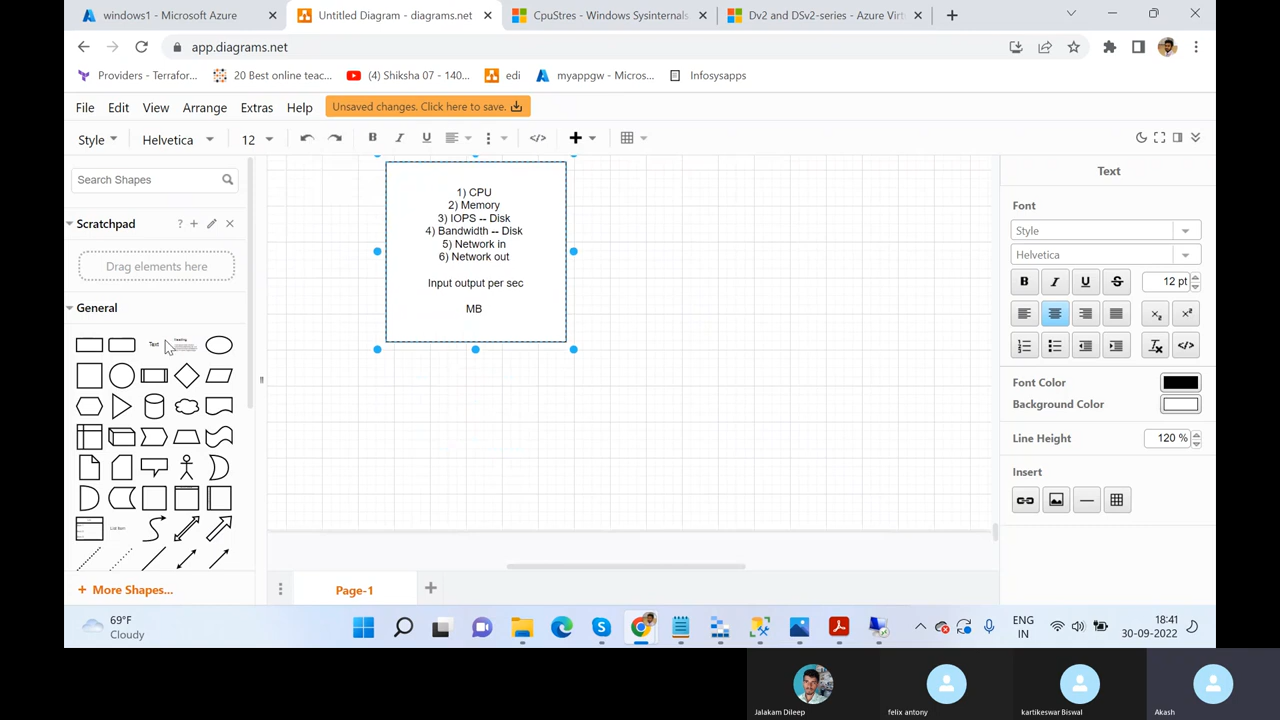 windows1 - Microsoft Azure
Untitled Diagram - diagrams.net
CpuStres - Windows Sysinternals
Dv2 and DSv2-series - Azure Virt
app.diagrams.net
Providers - Terrafor...
20 Best online teac...
(4) Shiksha 07 - 140...
edi
myappgw - Micros...
Infosysapps
File Edit View Arrange Extras Help
Unsaved changes. Click here to save.
Style Helvetica 12
B I U </>
Search Shapes
Scratchpad
?
Drag elements here
General
Text
Heading
List Item
+ More Shapes...
1) CPU
2) Memory
3) IOPS -- Disk
4) Bandwidth -- Disk
5) Network in
6) Network out
Input output per sec
MB
Page-1
Text
Font
Style
Helvetica
B I U S 12 pt
Font Color
Background Color
Line Height 120 %
Insert
69°F
Cloudy
ENG
IN
18:41
30-09-2022
Jalakam Dileep
felix antony
kartikeswar Biswal
Akash